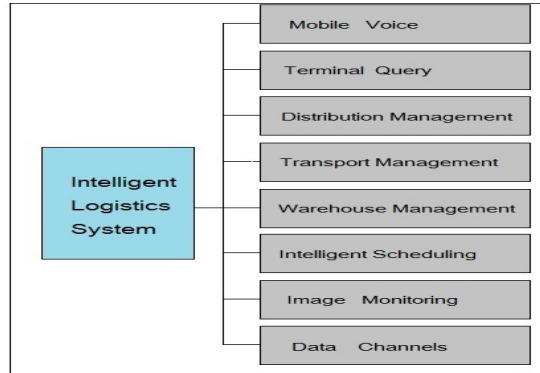 Mobile Voice
Terminal Query
Distribution Management
Transport Management
Intelligent
Logistics
System
Warehouse Management
Intelligent Scheduling
Image Monitoring
Data Channels